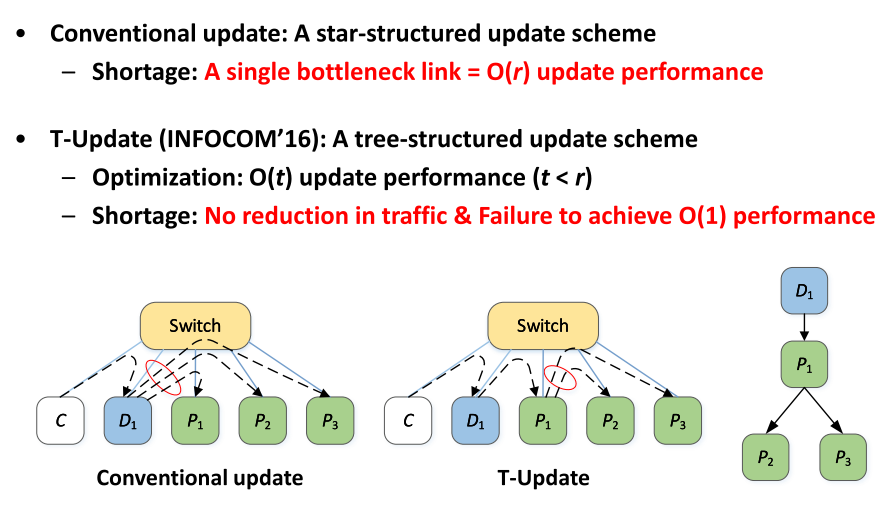 • Conventional update: A star-structured update scheme
– Shortage: A single bottleneck link = O(r) update performance
• T-Update (INFOCOM’16): A tree-structured update scheme
– Optimization: O(t) update performance (t < r)
– Shortage: No reduction in traffic & Failure to achieve O(1) performance
Switch
C D1 P1 P2 P3
Conventional update
Switch
C D1 P1 P2 P3
T-Update
D1
P1
P2 P3